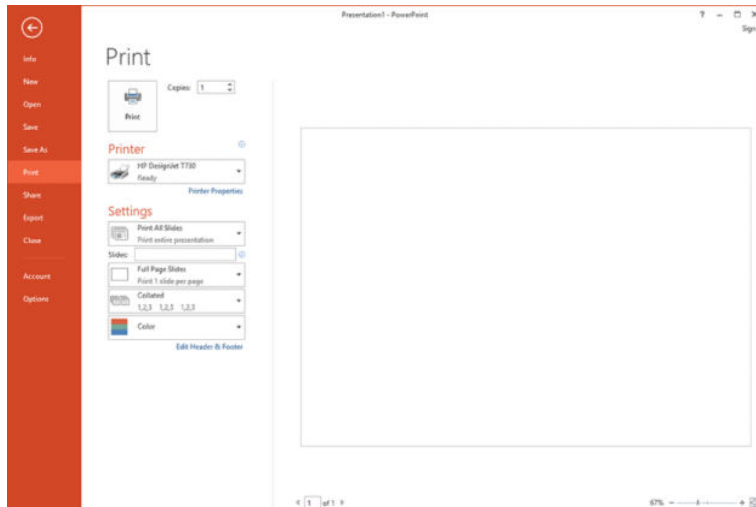 Presentation1 - PowerPoint
?
Sign
Info
New
Open
Save
Save As
Print
Share
Export
Close
Account
Options
Print
Copies: 1
Print
Printer
HP DesignJet T730
Ready
Printer Properties
Settings
Print All Slides
Print entire presentation
Slides:
Full Page Slides
Print 1 slide per page
Collated
1,2,3 1,2,3 1,2,3
Color
Edit Header & Footer
1 of 1
67%